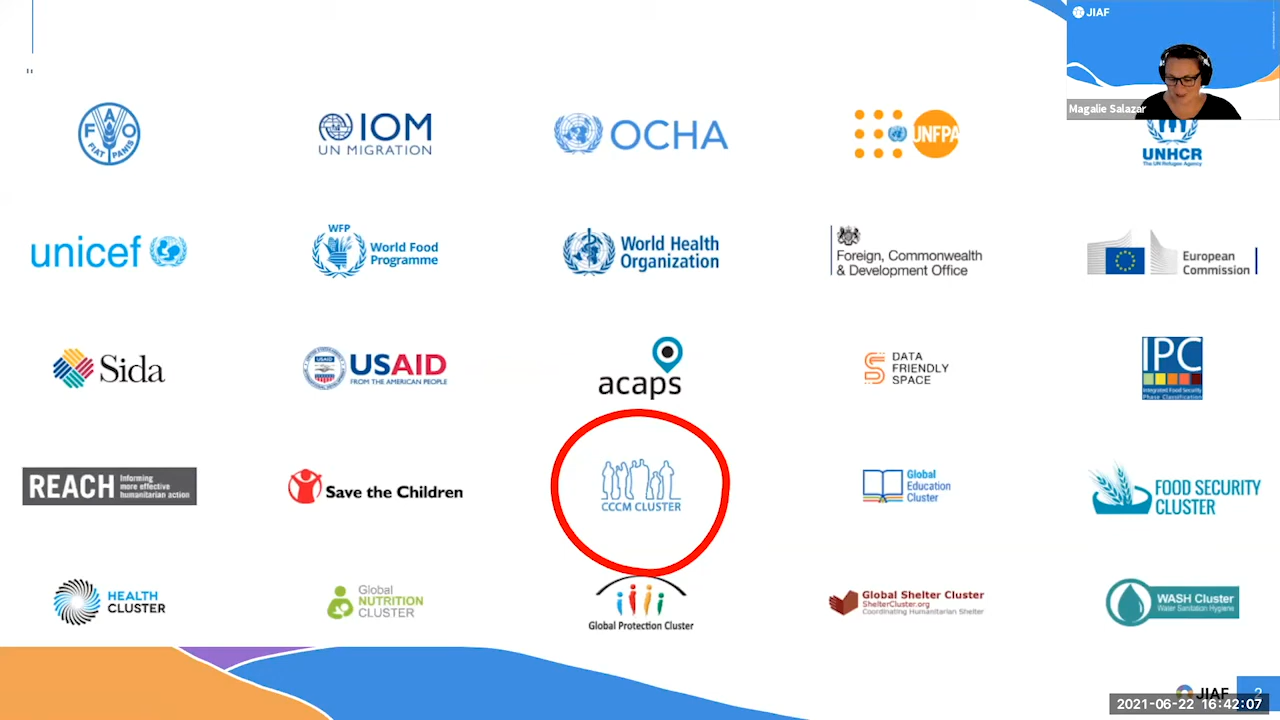 JIAF
Magalie Salazar
"
FAO
FIAT PANIS
IOM
UN MIGRATION
OCHA
UNFPA
UNHCR
The UN Refugee Agency
unicef
WFP
World Food
Programme
World Health
Organization
Foreign, Commonwealth
& Development Office
European
Commission
Sida
USAID
USAID
FROM THE AMERICAN PEOPLE
acaps
DATA
FRIENDLY
SPACE
IPC
Integrated Food Security
Phase Classification
REACH
Informing
more effective
humanitarian action
Save the Children
CCCM CLUSTER
Global
Education
Cluster
FOOD SECURITY
CLUSTER
HEALTH
CLUSTER
Global
NUTRITION
CLUSTER
Global Protection Cluster
Global Shelter Cluster
ShelterCluster.org
Coordinating Humanitarian Shelter
WASH Cluster
Water Sanitation Hygiene
JIAF
2
2021-06-22 16:42:07